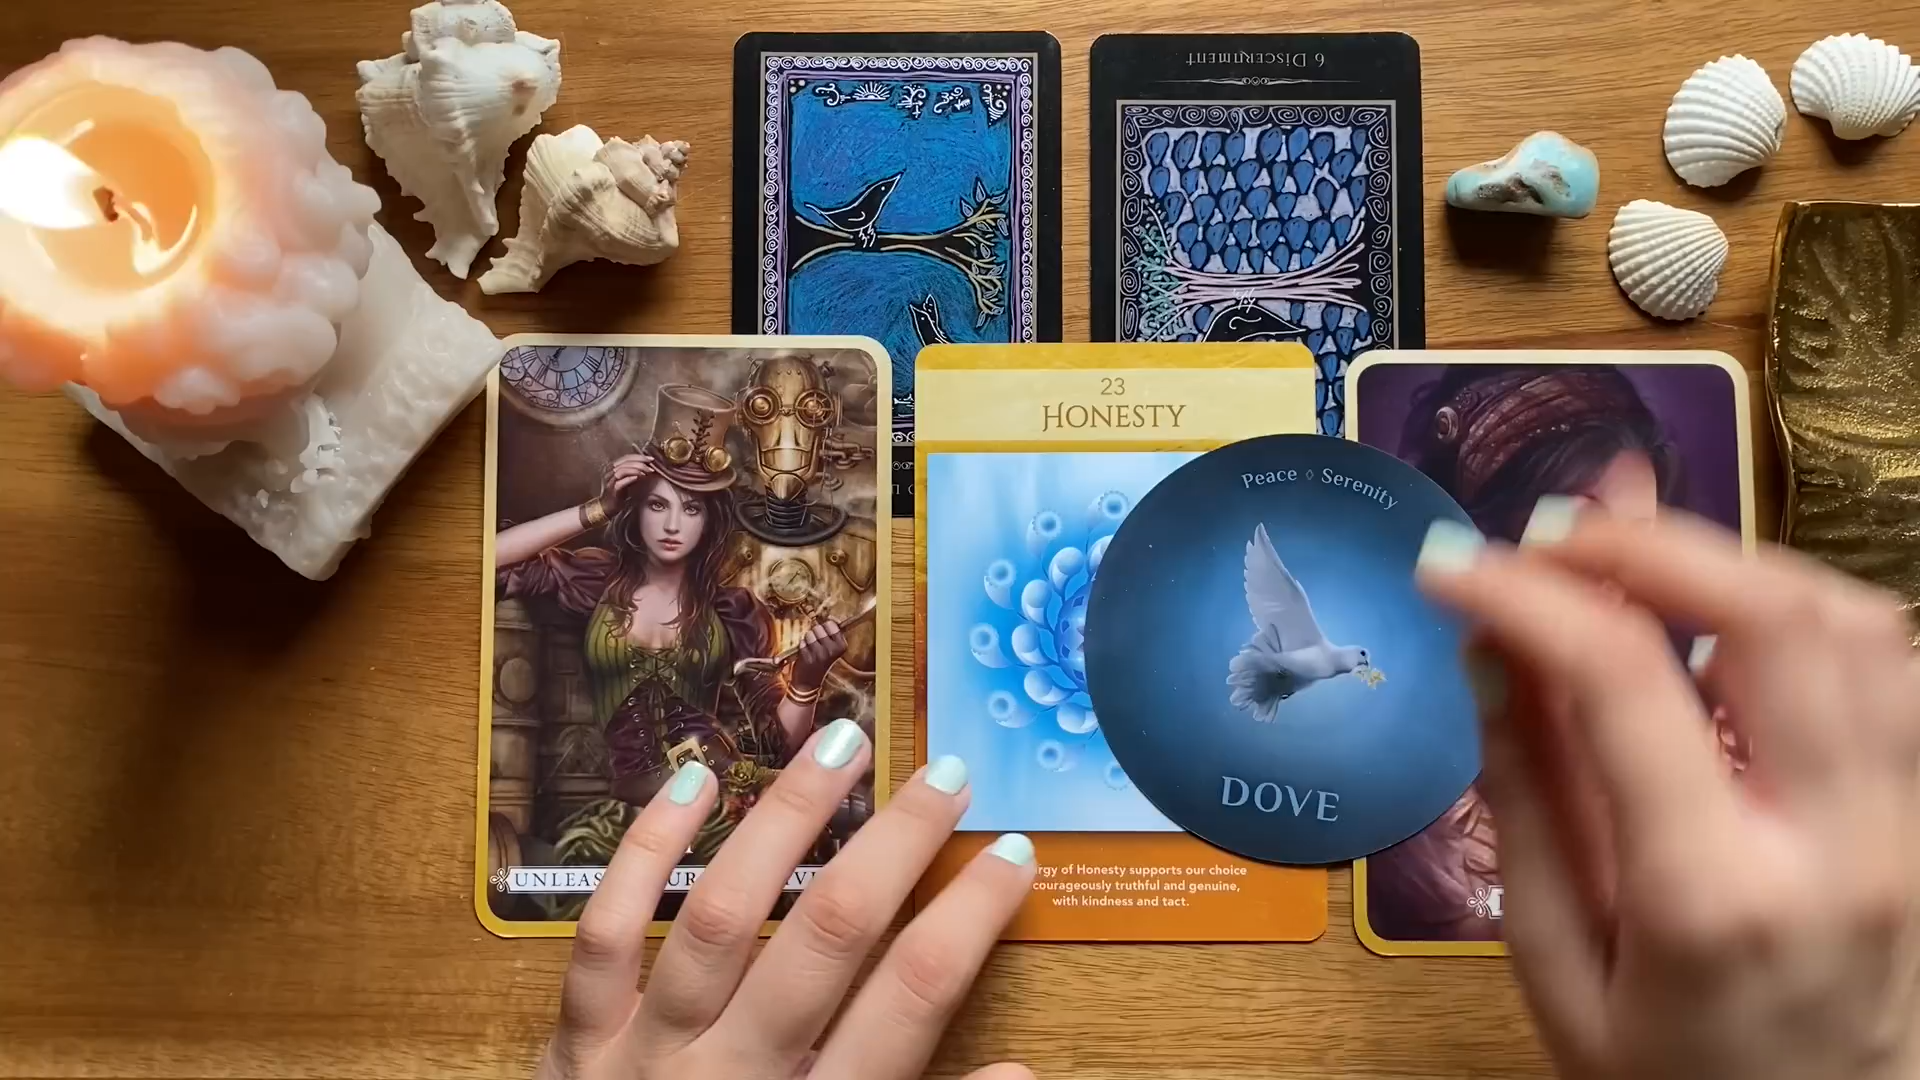 6 Discernment
23
Honesty
Peace ◊ Serenity
DOVE
of Honesty supports our choice
courageously truthful and genuine,
with kindness and tact.